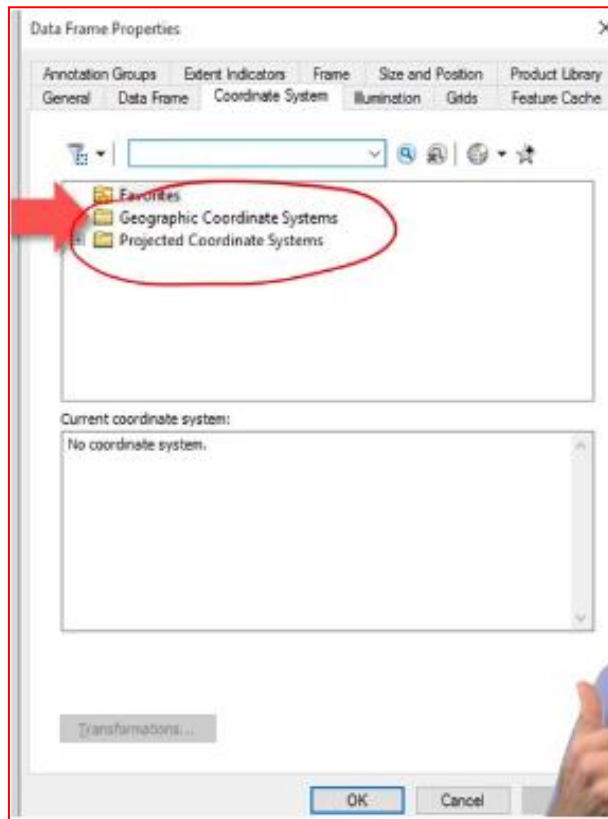 Data Frame Properties
Annotation Groups Extent Indicators Frame Size and Position Product Library
General Data Frame Coordinate System Illumination Grids Feature Cache
Favorites
Geographic Coordinate Systems
Projected Coordinate Systems
Current coordinate system:
No coordinate system.
Transformations...
OK Cancel